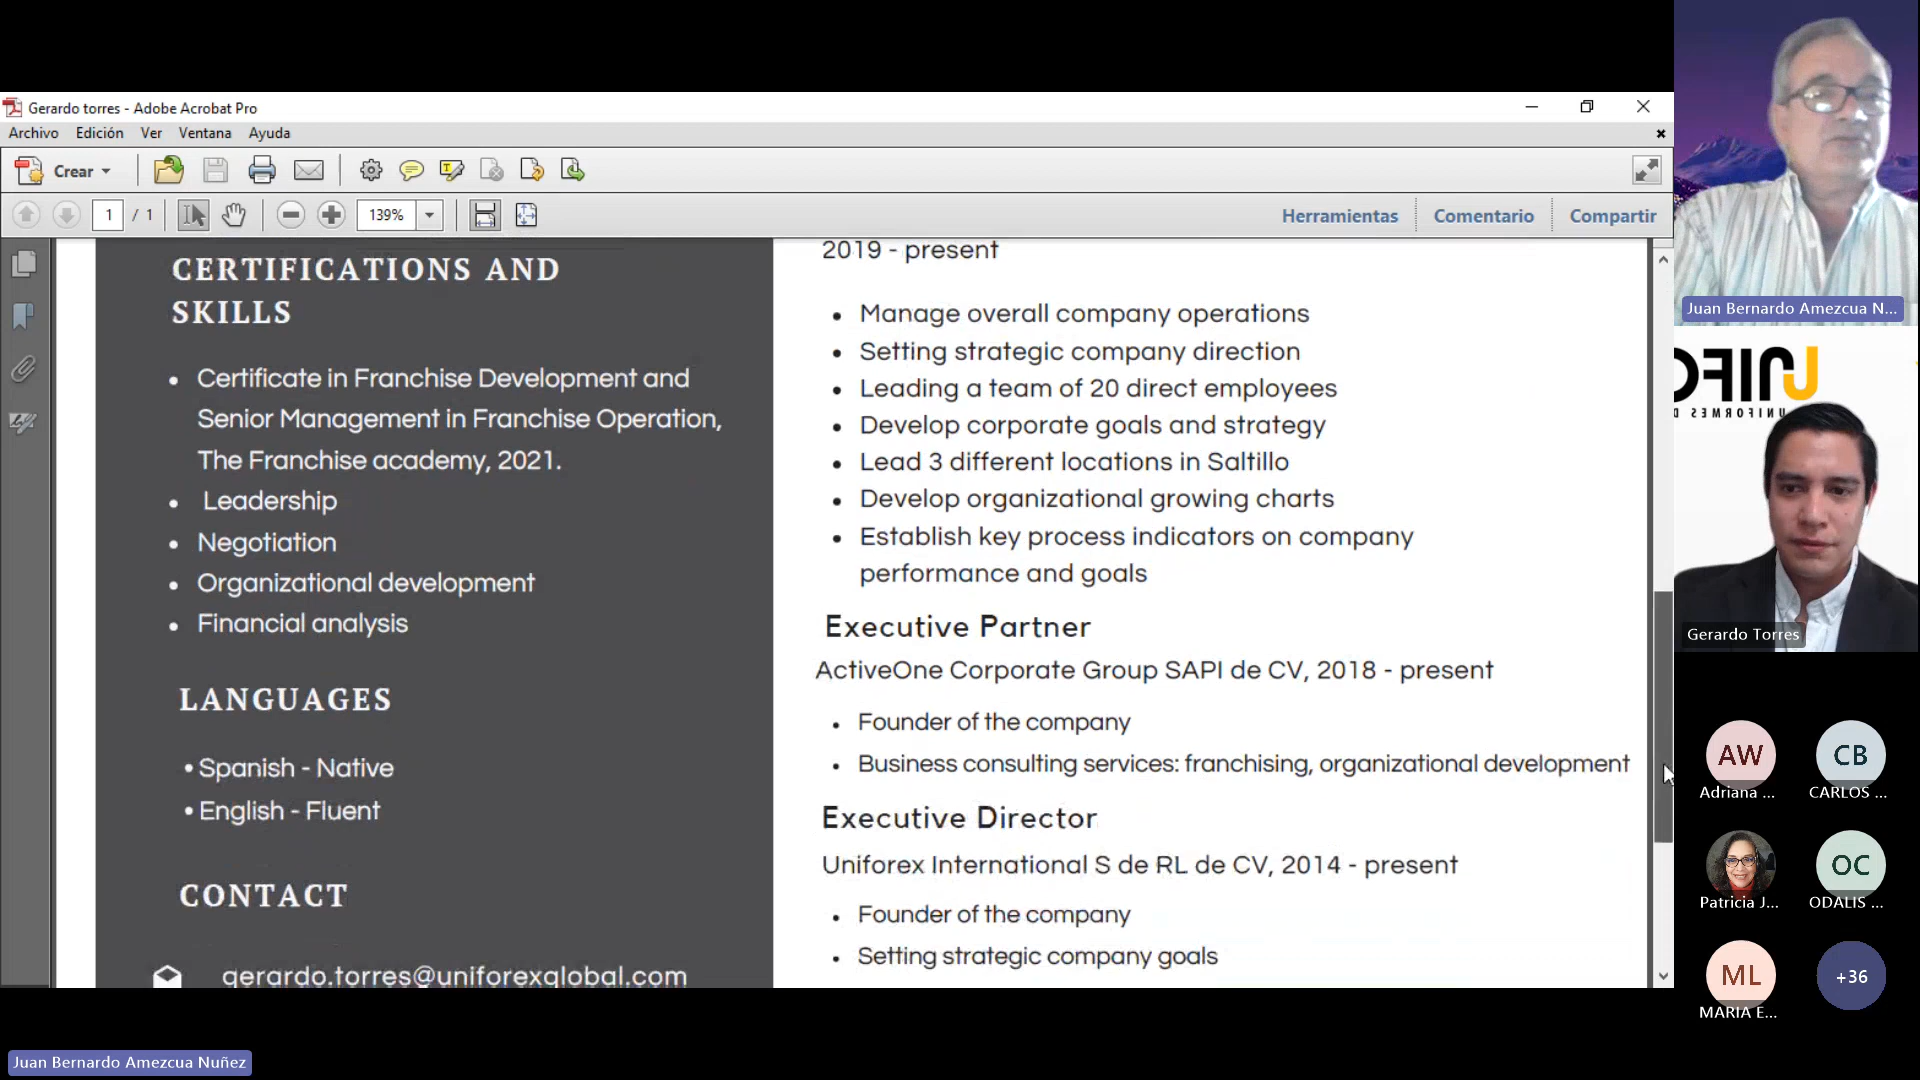 Gerardo torres - Adobe Acrobat Pro
Archivo Edición Ver Ventana Ayuda
Crear
1 / 1 139% Herramientas Comentario Compartir
CERTIFICATIONS AND
SKILLS
Certificate in Franchise Development and
Senior Management in Franchise Operation,
The Franchise academy, 2021.
Leadership
Negotiation
Organizational development
Financial analysis
LANGUAGES
• Spanish - Native
• English - Fluent
CONTACT
gerardo.torres@uniforexglobal.com
2019 - present
Manage overall company operations
Setting strategic company direction
Leading a team of 20 direct employees
Develop corporate goals and strategy
Lead 3 different locations in Saltillo
Develop organizational growing charts
Establish key process indicators on company
performance and goals
Executive Partner
ActiveOne Corporate Group SAPI de CV, 2018 - present
Founder of the company
Business consulting services: franchising, organizational development
Executive Director
Uniforex International S de RL de CV, 2014 - present
Founder of the company
Setting strategic company goals
Juan Bernardo Amezcua N...
UNIFO
UNIFORMES D
Gerardo Torres
AW
Adriana ...
CB
CARLOS ...
Patricia J...
OC
ODALIS ...
ML
MARIA E...
+36
Juan Bernardo Amezcua Nuñez